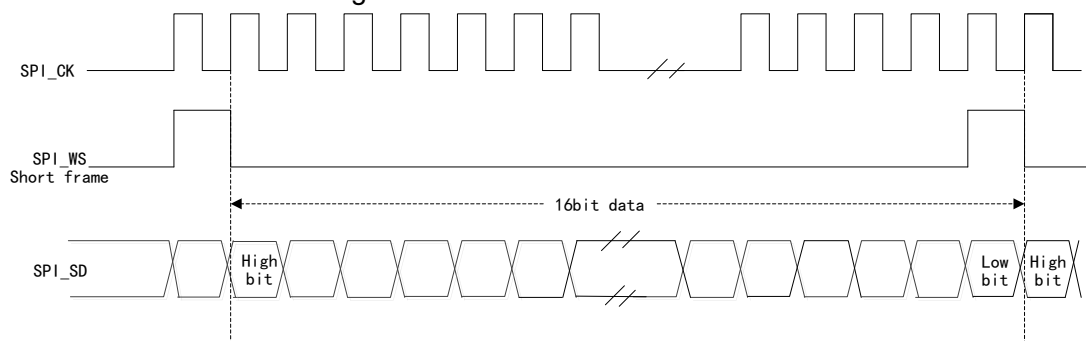 SPI_CK
SPI_WS
Short frame
16bit data
SPI_SD
High
bit
Low
bit
High
bit